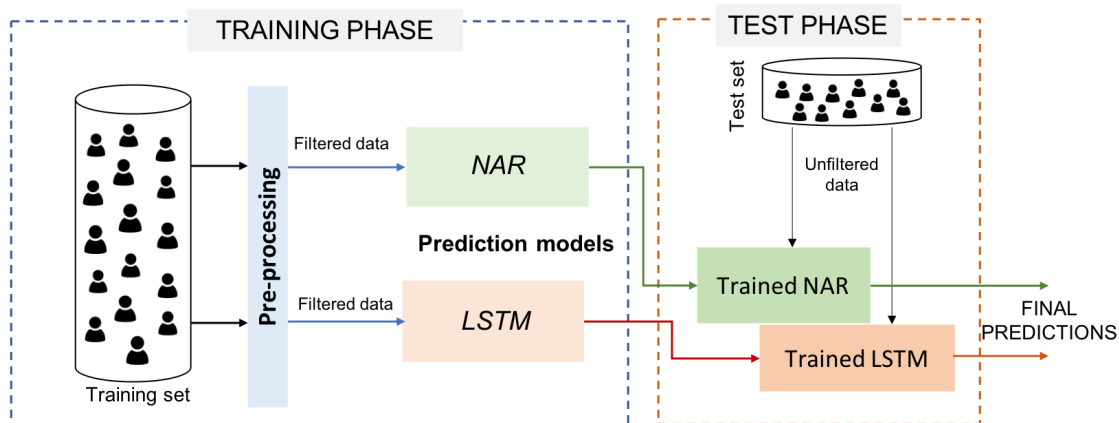 TRAINING PHASE
Training set
Pre-processing
Filtered data
NAR
Prediction models
Filtered data
LSTM
TEST PHASE
Test set
Unfiltered
data
Trained NAR
Trained LSTM
FINAL
PREDICTIONS